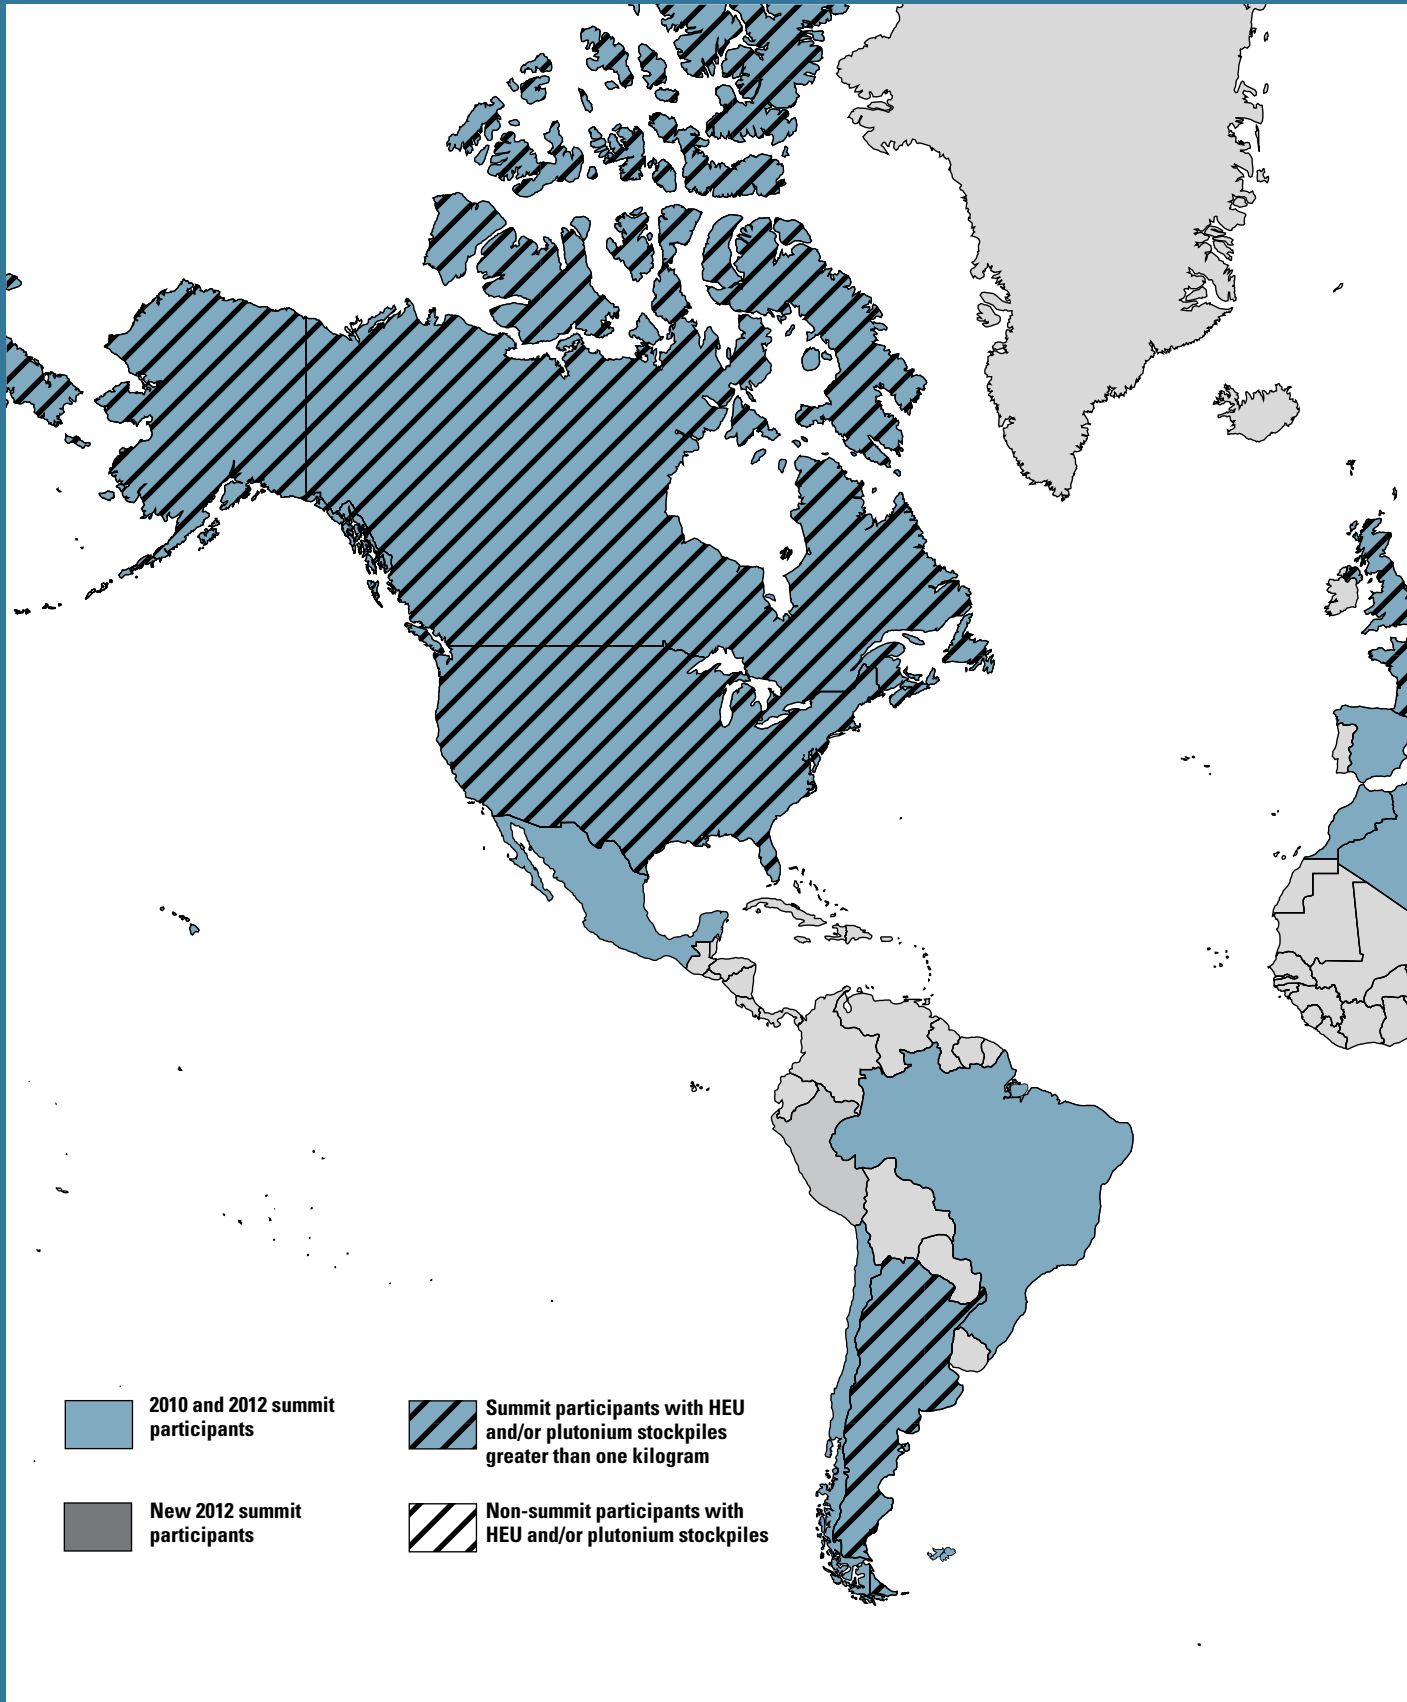 2010 and 2012 summit
participants
New 2012 summit
participants
Summit participants with HEU
and/or plutonium stockpiles
greater than one kilogram
Non-summit participants with
HEU and/or plutonium stockpiles